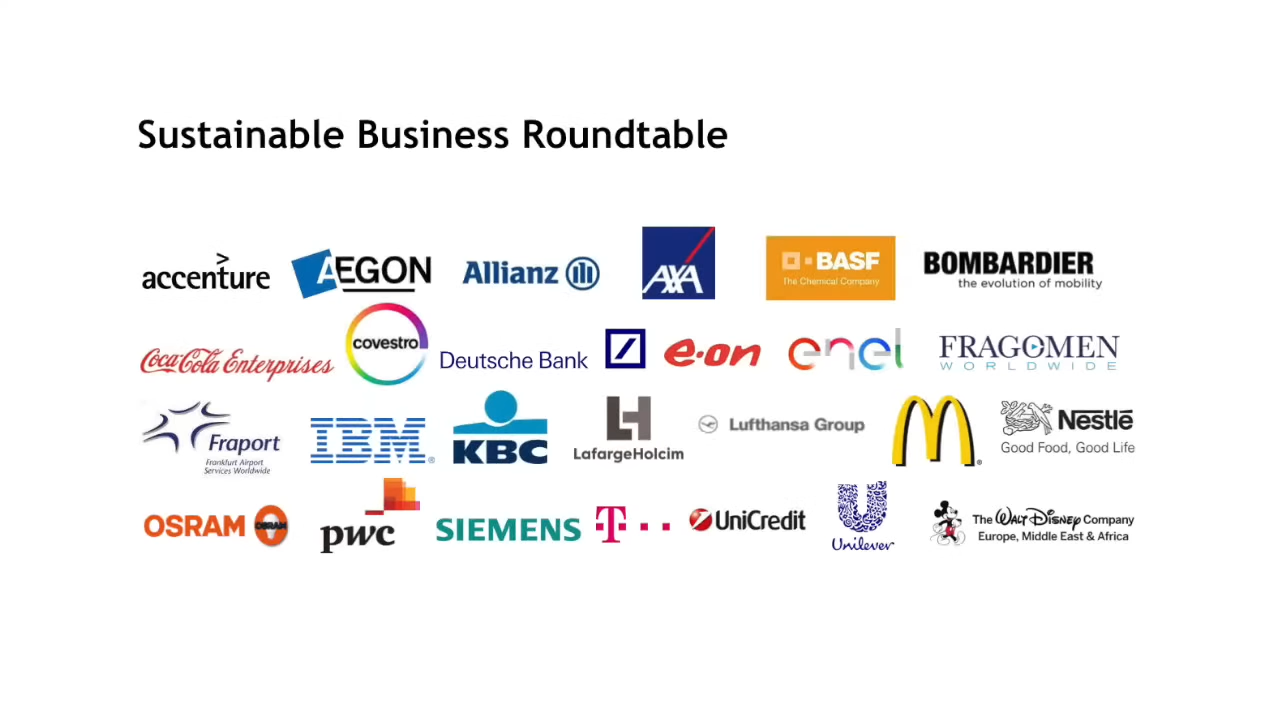 Sustainable Business Roundtable
accenture
AEGON
Allianz
AXA
BASF
The Chemical Company
BOMBARDIER
the evolution of mobility
Coca-Cola Enterprises
covestro
Deutsche Bank
e·on
enel
FRAGOMEN
WORLDWIDE
Fraport
Frankfurt Airport
Services Worldwide
IBM®
KBC
LH
LafargeHolcim
Lufthansa Group
M®
Nestlé
Good Food, Good Life
OSRAM
OSRAM
pwc
SIEMENS
T
UniCredit
U
Unilever
The WALT DISNEY Company
Europe, Middle East & Africa